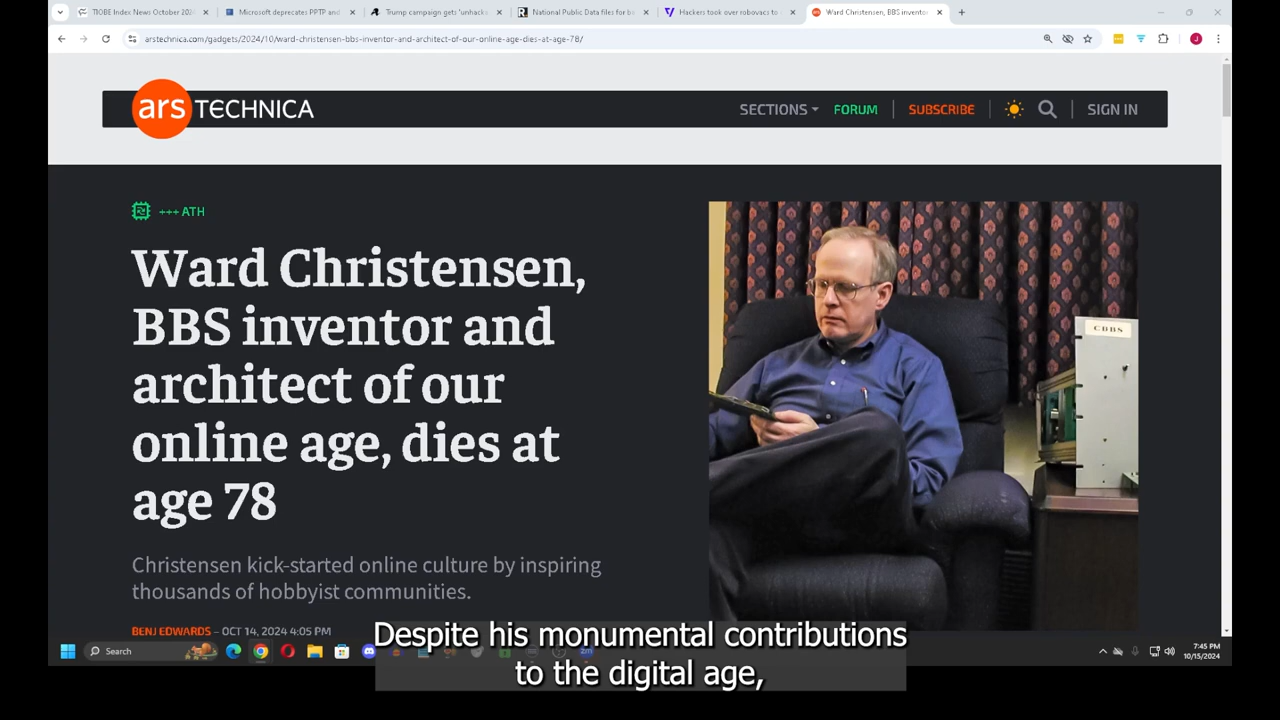 TIOBE Index News October 2024
Microsoft deprecates PPTP and
Trump campaign gets 'unhack
National Public Data files for ba
Hackers took over robovacs to
Ward Christensen, BBS inventor
arstechnica.com/gadgets/2024/10/ward-christensen-bbs-inventor-and-architect-of-our-online-age-dies-at-age-78/
J
ars TECHNICA
SECTIONS
FORUM
SUBSCRIBE
SIGN IN
+++ATH
Ward Christensen,
BBS inventor and
architect of our
online age, dies at
age 78
Christensen kick-started online culture by inspiring
thousands of hobbyist communities.
BENJ EDWARDS – OCT 14, 2024 4:05 PM
CBBS
Search
7:45 PM
10/15/2024
Despite his monumental contributions
to the digital age,